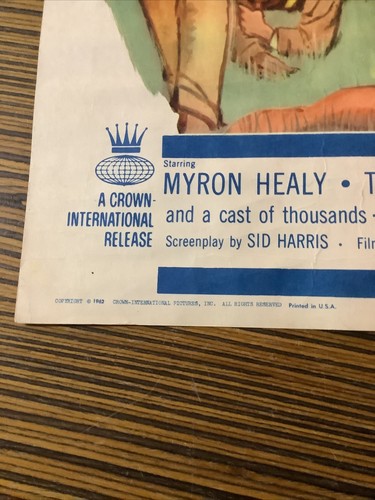 Starring
MYRON HEALY • T
and a cast of thousands •
Screenplay by SID HARRIS • Fil
A CROWN-
INTERNATIONAL
RELEASE
COPYRIGHT © 1962 CROWN-INTERNATIONAL PICTURES, INC. ALL RIGHTS RESERVED Printed in U.S.A.